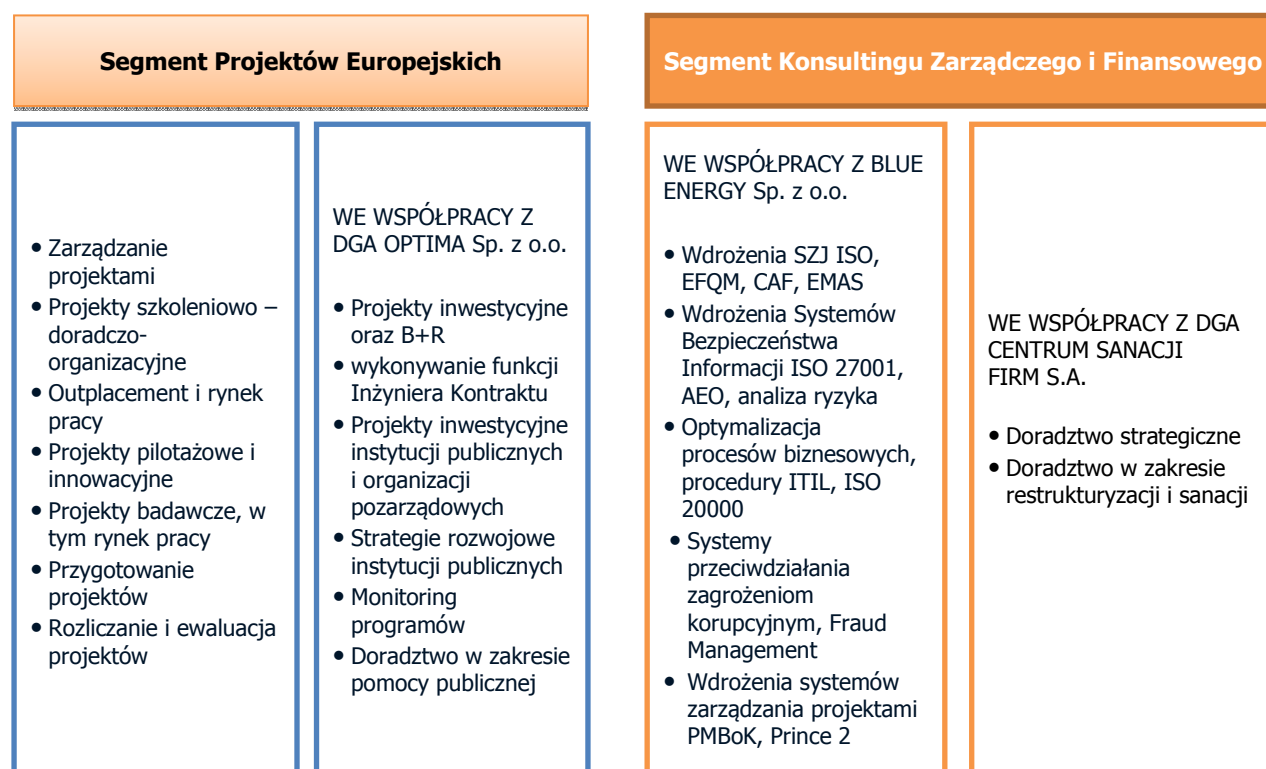 Segment Projektów Europejskich
• Zarządzanie
projektami
• Projekty szkoleniowo –
doradczo-
organizacyjne
• Outplacement i rynek
pracy
• Projekty pilotażowe i
innowacyjne
• Projekty badawcze, w
tym rynek pracy
• Przygotowanie
projektów
• Rozliczanie i ewaluacja
projektów
WE WSPÓŁPRACY Z
DGA OPTIMA Sp. z o.o.
• Projekty inwestycyjne
oraz B+R
• wykonywanie funkcji
Inżyniera Kontraktu
• Projekty inwestycyjne
instytucji publicznych
i organizacji
pozarządowych
• Strategie rozwojowe
instytucji publicznych
• Monitoring
programów
• Doradztwo w zakresie
pomocy publicznej
Segment Konsultingu Zarządczego i Finansowego
WE WSPÓŁPRACY Z BLUE
ENERGY Sp. z o.o.
• Wdrożenia SZJ ISO,
EFQM, CAF, EMAS
• Wdrożenia Systemów
Bezpieczeństwa
Informacji ISO 27001,
AEO, analiza ryzyka
• Optymalizacja
procesów biznesowych,
procedury ITIL, ISO
20000
• Systemy
przeciwdziałania
zagrożeniom
korupcyjnym, Fraud
Management
• Wdrożenia systemów
zarządzania projektami
PMBoK, Prince 2
WE WSPÓŁPRACY Z DGA
CENTRUM SANACJI
FIRM S.A.
• Doradztwo strategiczne
• Doradztwo w zakresie
restrukturyzacji i sanacji